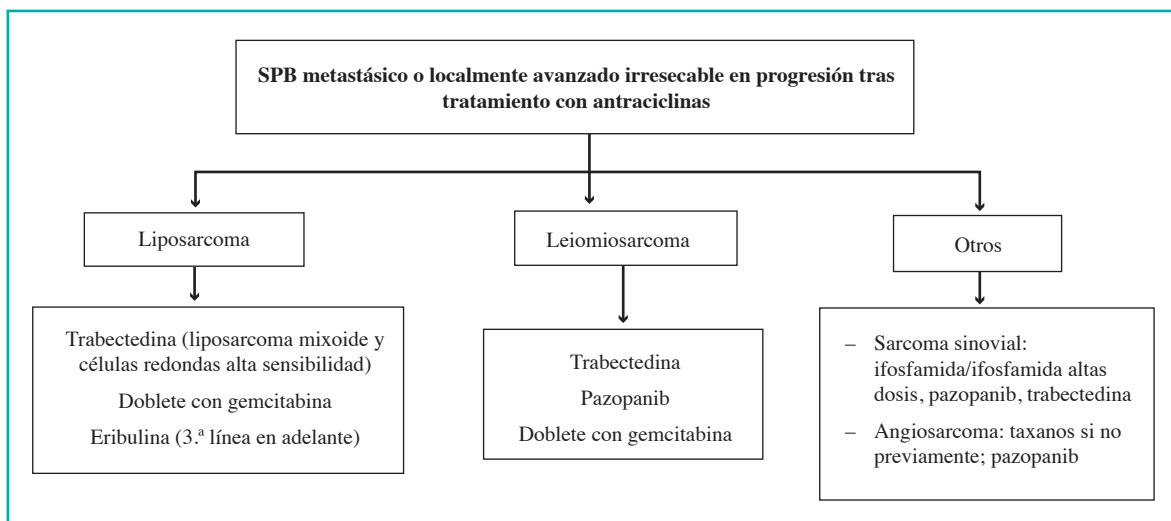 SPB metastásico o localmente avanzado irresecable en progresión tras
tratamiento con antraciclinas
Liposarcoma
Leiomiosarcoma
Otros
Trabectedina (liposarcoma mixoide y
células redondas alta sensibilidad)
Doblete con gemcitabina
Eribulina (3.ª línea en adelante)
Trabectedina
Pazopanib
Doblete con gemcitabina
– Sarcoma sinovial:
ifosfamida/ifosfamida altas
dosis, pazopanib, trabectedina
– Angiosarcoma: taxanos si no
previamente; pazopanib